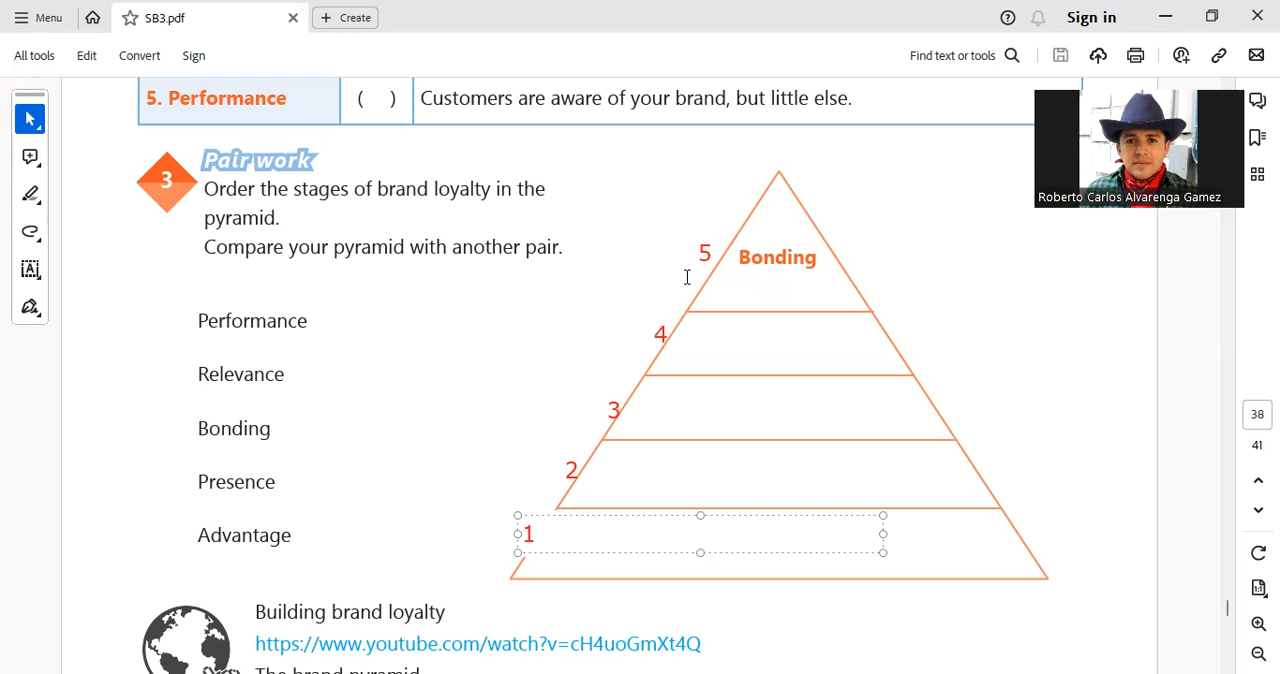 Menu
SB3.pdf
Create
Sign in
All tools
Edit
Convert
Sign
Find text or tools
5. Performance
( )
Customers are aware of your brand, but little else.
Roberto Carlos Alvarenga Gamez
3
Pair work
Order the stages of brand loyalty in the
pyramid.
Compare your pyramid with another pair.
5
Bonding
Performance
4
Relevance
3
Bonding
2
Presence
1
Advantage
38
41
Building brand loyalty
https://www.youtube.com/watch?v=cH4uoGmXt4Q
The brand pyramid